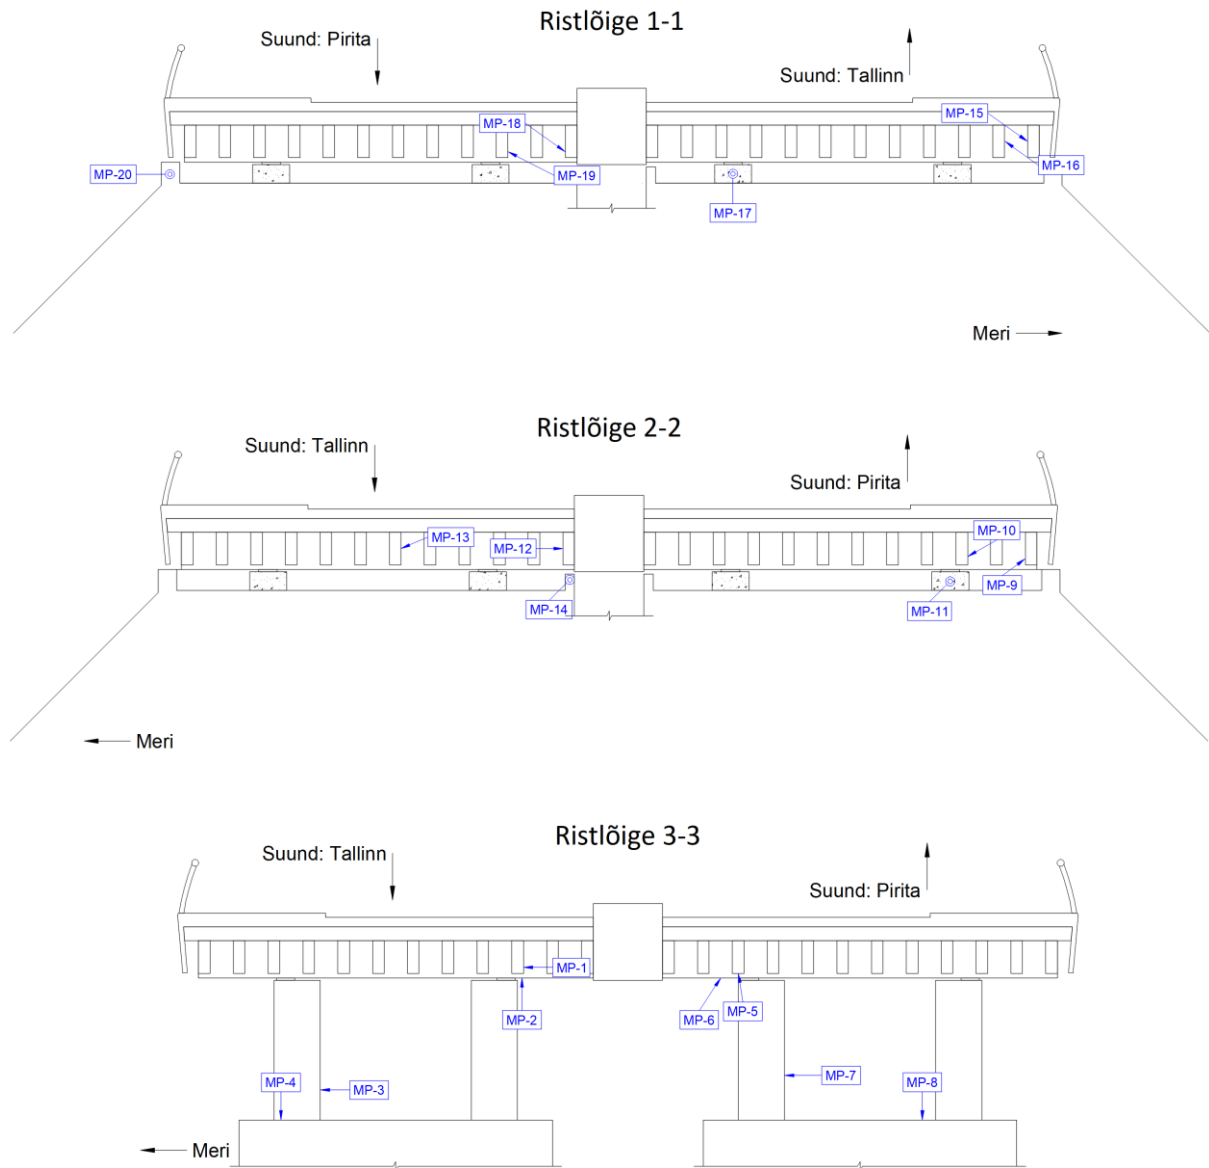 Ristlõige 1-1
Suund: Pirita
Suund: Tallinn
MP-18
MP-15
MP-20
MP-19
MP-16
MP-17
Meri
Ristlõige 2-2
Suund: Tallinn
Suund: Pirita
MP-13
MP-12
MP-10
MP-9
MP-14
MP-11
Meri
Ristlõige 3-3
Suund: Tallinn
Suund: Pirita
MP-1
MP-2
MP-6
MP-5
MP-4
MP-3
MP-7
MP-8
Meri